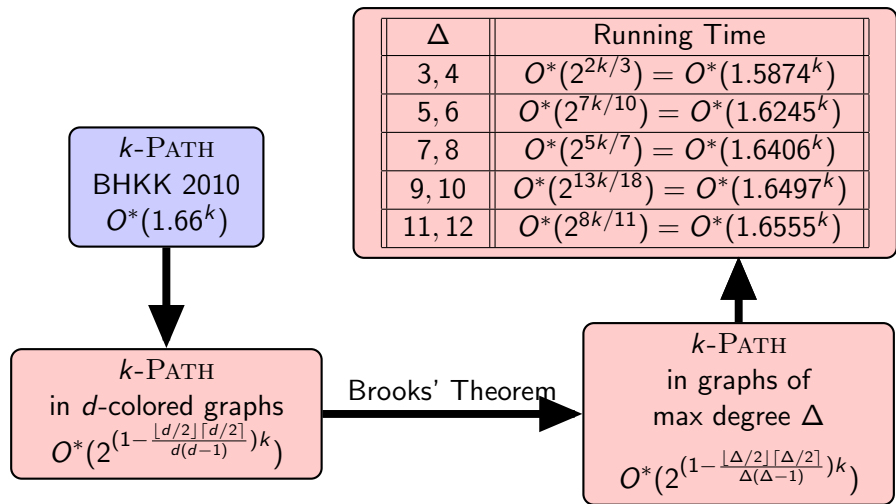 k-PATH
BHKK 2010
O*(1.66^k)
Δ Running Time
3, 4 O*(2^{2k/3}) = O*(1.5874^k)
5, 6 O*(2^{7k/10}) = O*(1.6245^k)
7, 8 O*(2^{5k/7}) = O*(1.6406^k)
9, 10 O*(2^{13k/18}) = O*(1.6497^k)
11, 12 O*(2^{8k/11}) = O*(1.6555^k)
k-PATH
in d-colored graphs
O*(2^{(1-\frac{⌊d/2⌋⌈d/2⌉}{d(d-1)})k})
Brooks' Theorem
k-PATH
in graphs of
max degree Δ
O*(2^{(1-\frac{⌊Δ/2⌋⌈Δ/2⌉}{Δ(Δ-1)})k})